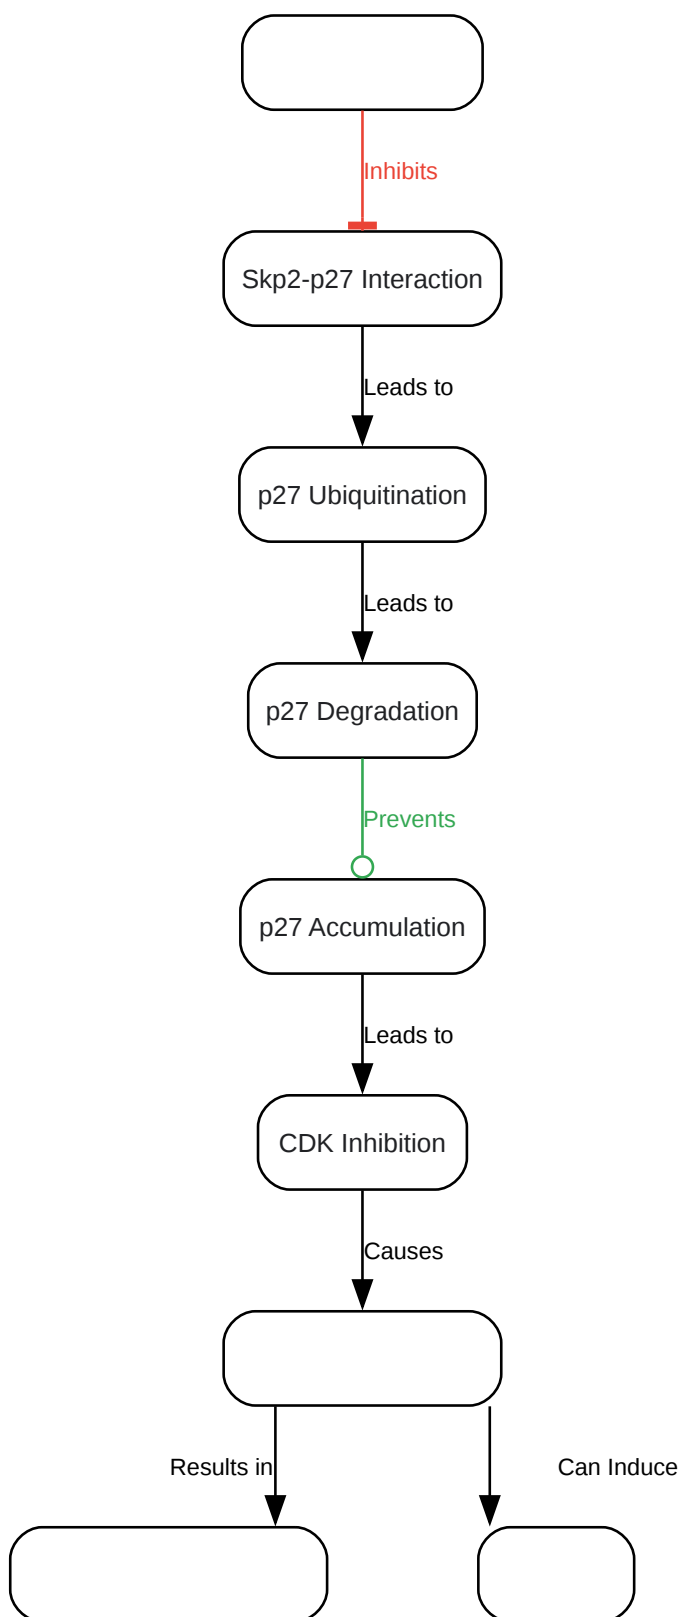 Inhibits
Skp2-p27 Interaction
Leads to
p27 Ubiquitination
Leads to
p27 Degradation
Prevents
p27 Accumulation
Leads to
CDK Inhibition
Causes
Results in
Can Induce